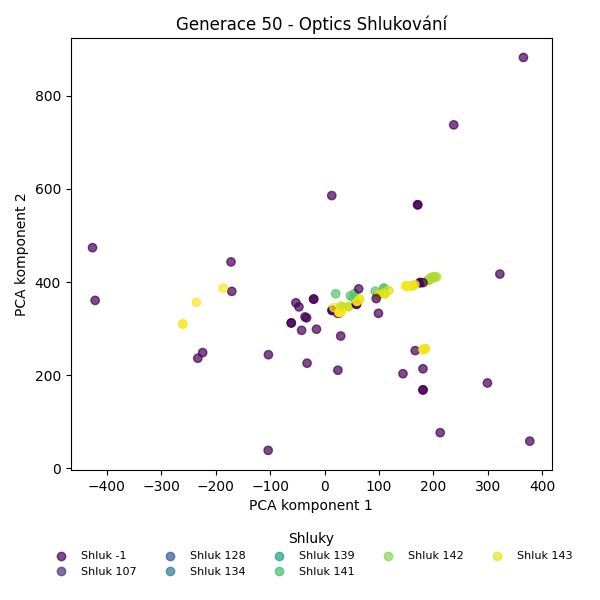 Generace 50 - Optics Shlukování
PCA komponent 2
800
600
400
200
0
−400 −300 −200 −100 0 100 200 300 400
PCA komponent 1
Shluky
Shluk -1 Shluk 128 Shluk 139 Shluk 142 Shluk 143
Shluk 107 Shluk 134 Shluk 141